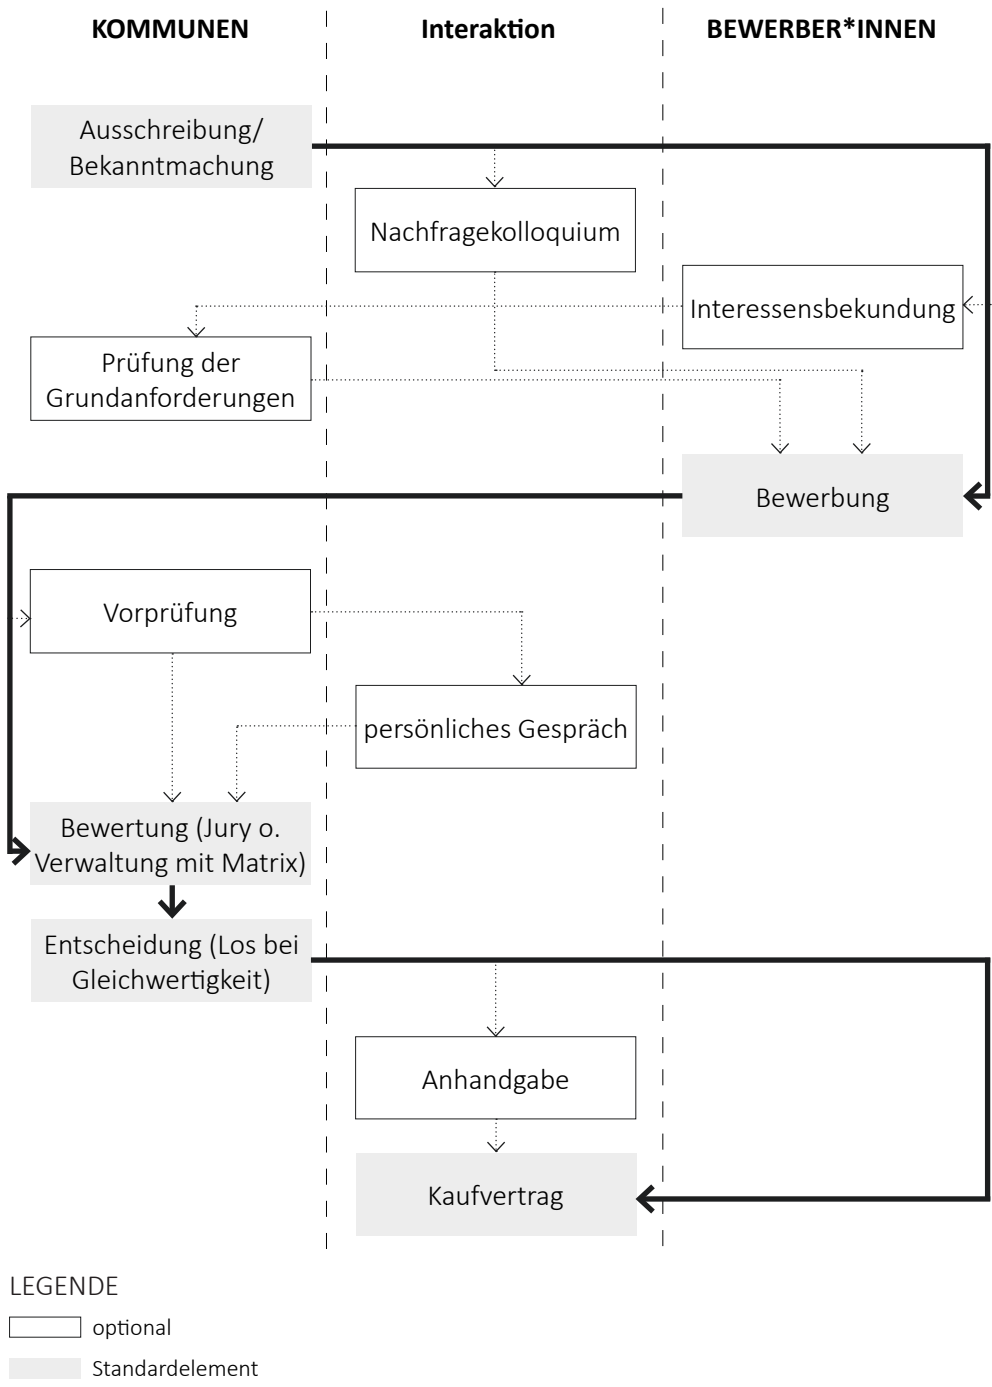 KOMMUNEN
Interaktion
BEWERBER*INNEN
Ausschreibung/
Bekanntmachung
Nachfragekolloquium
Interessensbekundung
Prüfung der
Grundanforderungen
Bewerbung
Vorprüfung
persönliches Gespräch
Bewertung (Jury o.
Verwaltung mit Matrix)
Entscheidung (Los bei
Gleichwertigkeit)
Anhandgabe
Kaufvertrag
LEGENDE
optional
Standardelement